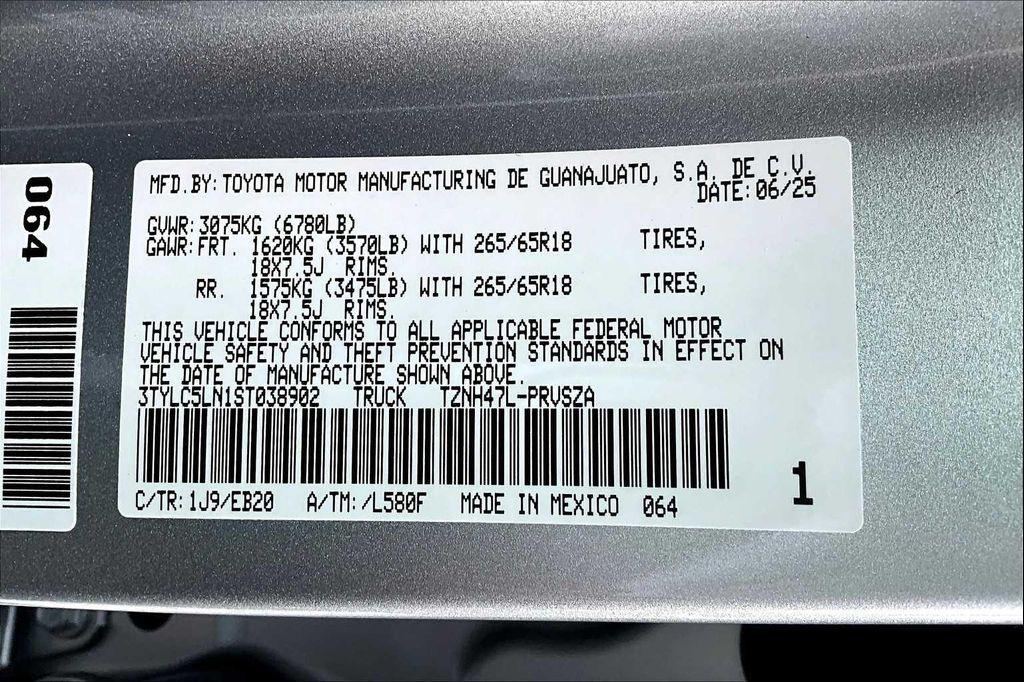 064
MFD.BY: TOYOTA MOTOR MANUFACTURING DE GUANAJUATO, S.A. DE C.V.
DATE: 06/25
GVWR: 3075KG (6780LB)
GAWR: FRT. 1620KG (3570LB) WITH 265/65R18 TIRES,
18X7.5J RIMS.
RR. 1575KG (3475LB) WITH 265/65R18 TIRES,
18X7.5J RIMS.
THIS VEHICLE CONFORMS TO ALL APPLICABLE FEDERAL MOTOR
VEHICLE SAFETY AND THEFT PREVENTION STANDARDS IN EFFECT ON
THE DATE OF MANUFACTURE SHOWN ABOVE.
3TYLC5LN1ST038902 TRUCK TZNH47L-PRVSZA
C/TR: 1J9/EB20 A/TM: /L580F MADE IN MEXICO 064
1